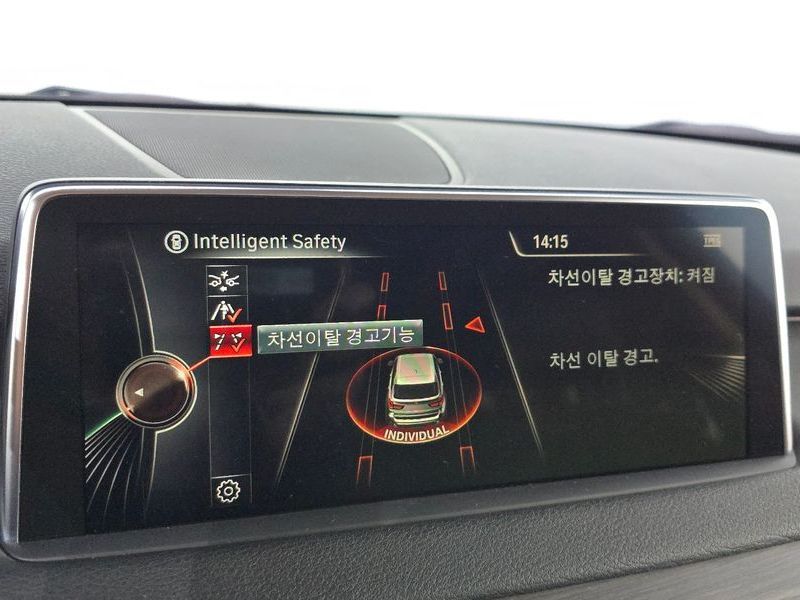 Intelligent Safety
14:15
TPEG
차선이탈 경고장치: 켜짐
차선이탈 경고기능
차선 이탈 경고.
INDIVIDUAL